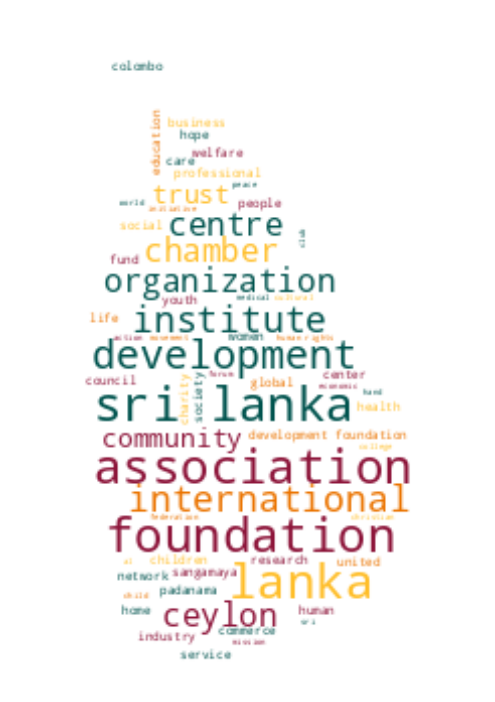 colombo
education
business
hope
welfare
care
professional
peace
trust
world
people
initiative
social
centre
club
chamber
fund
organization
youth
medical
cultural
life
institute
action
movement
women
human rights
development
forum
council
center
economic
charity
society
global
hand
sri lanka
health
community
development foundation
college
association
international
federation
christian
foundation
al
children
research
united
network
sangamaya
lanka
child
padanama
home
ceylon
human
sri
industry
commerce
mission
service